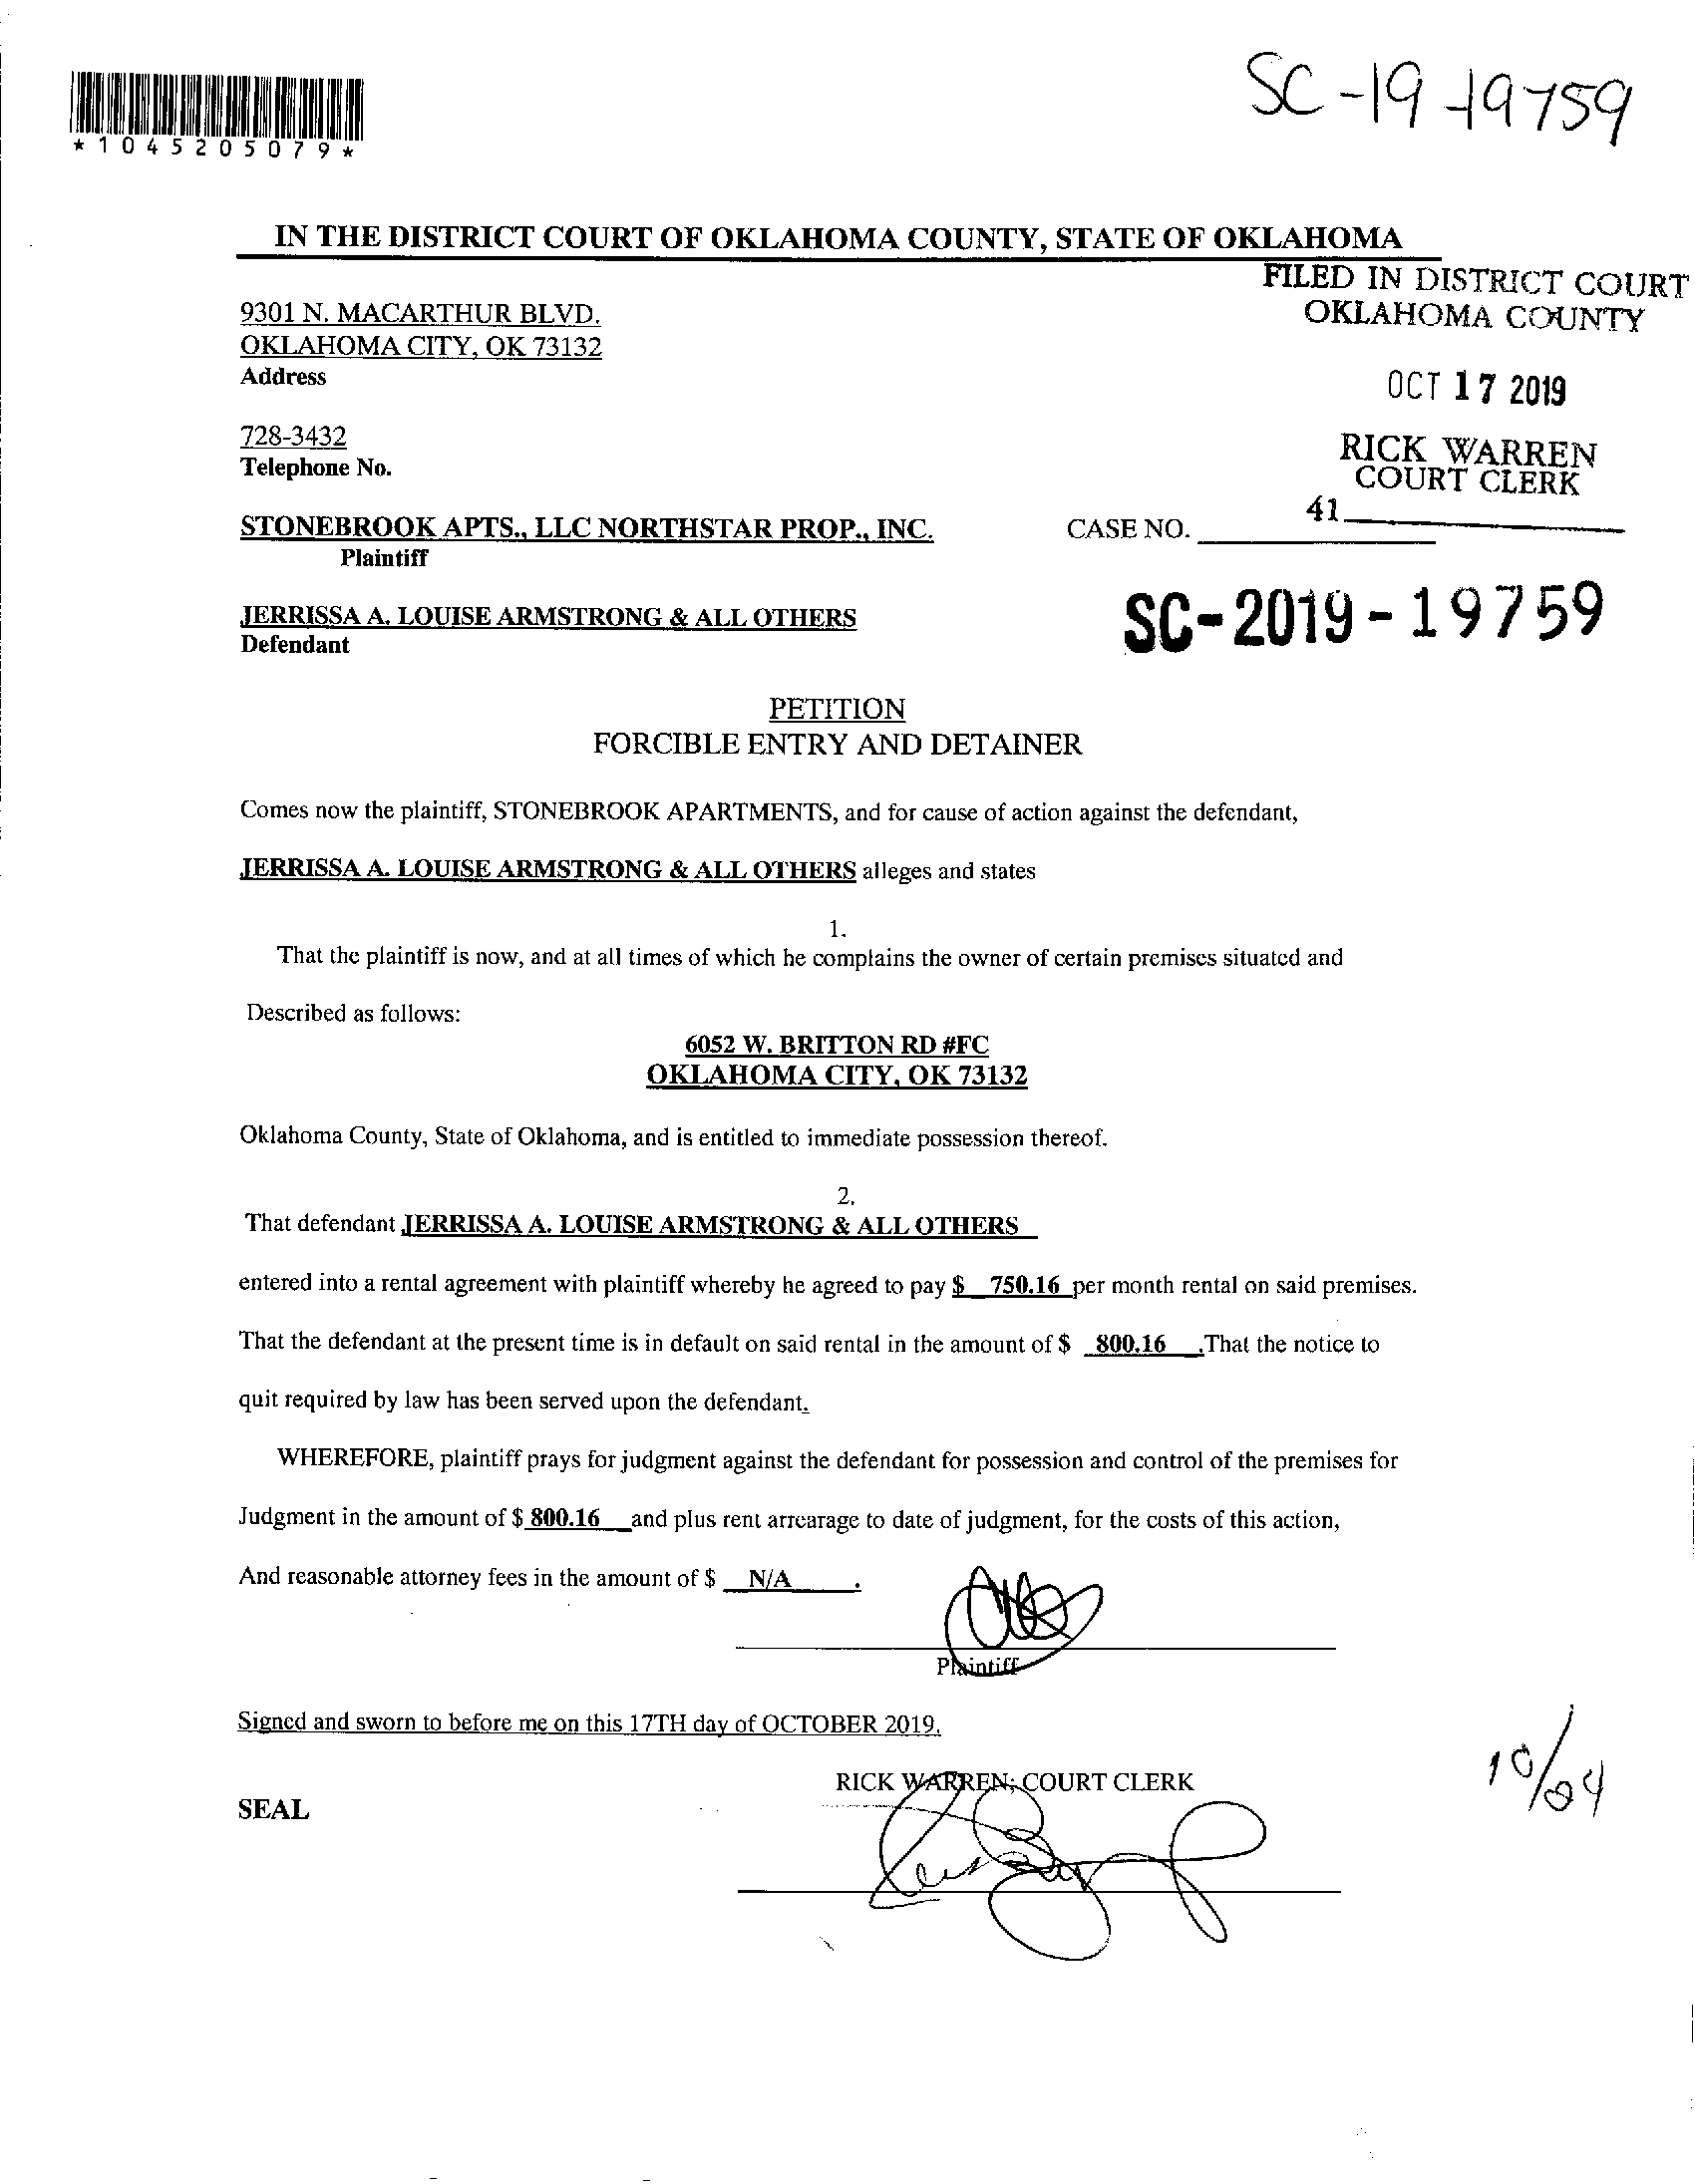 SC-19-19759
*1045205079*
IN THE DISTRICT COURT OF OKLAHOMA COUNTY, STATE OF OKLAHOMA
FILED IN DISTRICT COURT
OKLAHOMA COUNTY
9301 N. MACARTHUR BLVD.
OKLAHOMA CITY, OK 73132
Address
OCT 17 2019
728-3432
Telephone No.
RICK WARREN
COURT CLERK
41
STONEBROOK APTS., LLC NORTHSTAR PROP., INC.
CASE NO.
Plaintiff
JERRISSA A. LOUISE ARMSTRONG & ALL OTHERS
SC-2019-19759
Defendant
PETITION
FORCIBLE ENTRY AND DETAINER
Comes now the plaintiff, STONEBROOK APARTMENTS, and for cause of action against the defendant,
JERRISSA A. LOUISE ARMSTRONG & ALL OTHERS alleges and states
1.
That the plaintiff is now, and at all times of which he complains the owner of certain premises situated and
Described as follows:
6052 W. BRITTON RD #FC
OKLAHOMA CITY, OK 73132
Oklahoma County, State of Oklahoma, and is entitled to immediate possession thereof.
2.
That defendant JERRISSA A. LOUISE ARMSTRONG & ALL OTHERS
entered into a rental agreement with plaintiff whereby he agreed to pay $ 750.16 per month rental on said premises.
That the defendant at the present time is in default on said rental in the amount of $ 800.16 .That the notice to
quit required by law has been served upon the defendant.
WHEREFORE, plaintiff prays for judgment against the defendant for possession and control of the premises for
Judgment in the amount of $ 800.16 and plus rent arrearage to date of judgment, for the costs of this action,
And reasonable attorney fees in the amount of $ N/A .
Plaintiff
Signed and sworn to before me on this 17TH day of OCTOBER 2019.
RICK WARREN, COURT CLERK
10/24
SEAL